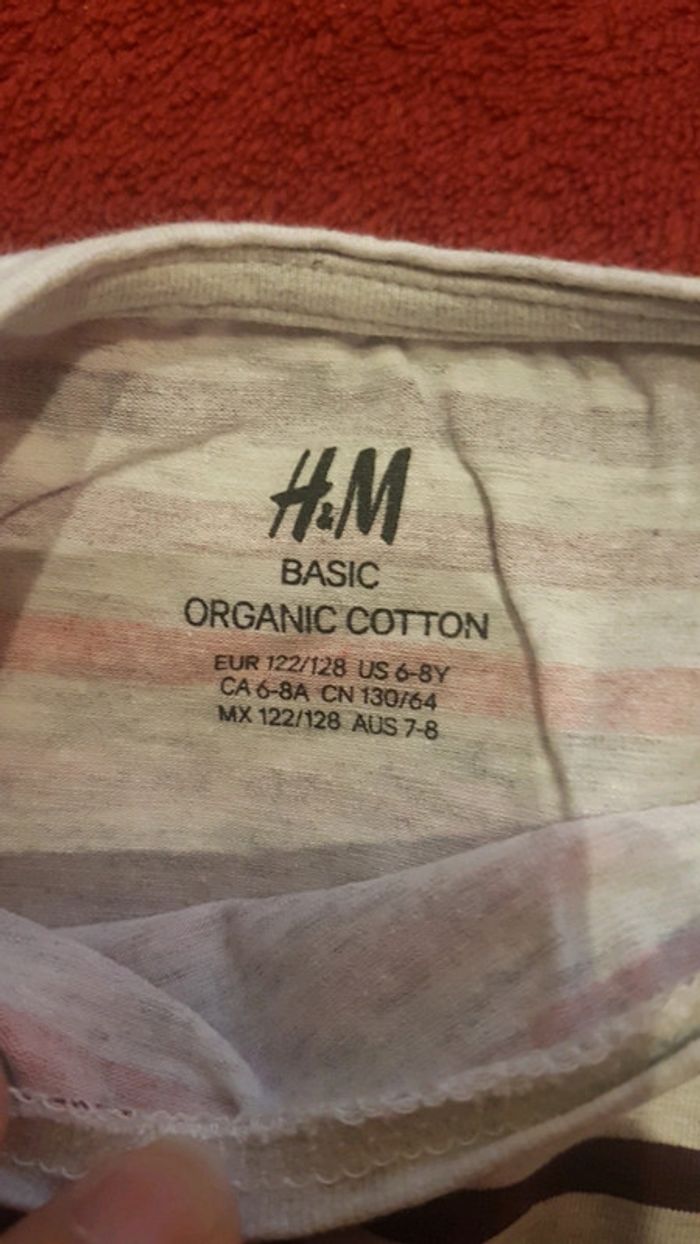 H&M
BASIC
ORGANIC COTTON
EUR 122/128 US 6-8Y
CA 6-8A CN 130/64
MX 122/128 AUS 7-8